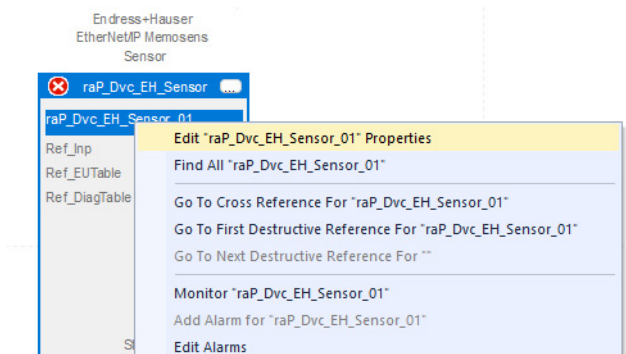 Endress+Hauser
EtherNet/IP Memosens
Sensor
raP_Dvc_EH_Sensor ...
raP_Dvc_EH_Sensor_01
Edit "raP_Dvc_EH_Sensor_01" Properties
Ref_Inp
Find All "raP_Dvc_EH_Sensor_01"
Ref_EUTable
Ref_DiagTable
Go To Cross Reference For "raP_Dvc_EH_Sensor_01"
Go To First Destructive Reference For "raP_Dvc_EH_Sensor_01"
Go To Next Destructive Reference For ""
Monitor "raP_Dvc_EH_Sensor_01"
Add Alarm for "raP_Dvc_EH_Sensor_01"
Edit Alarms